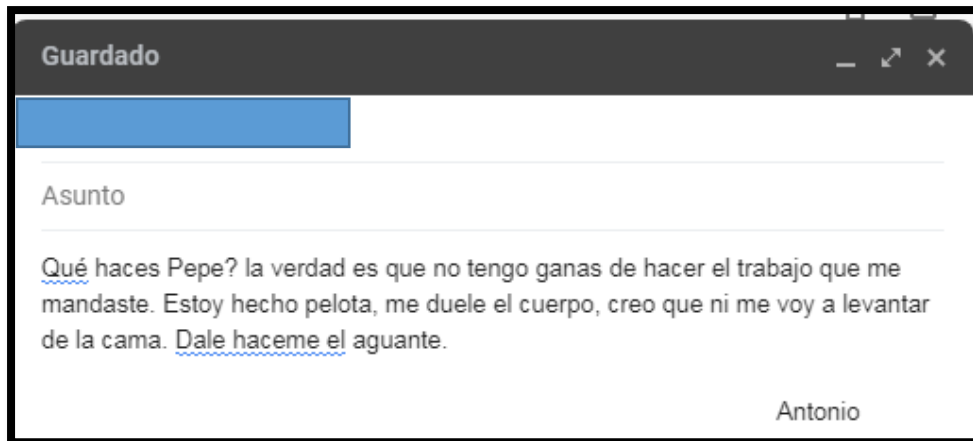 Guardado
Asunto
Qué haces Pepe? la verdad es que no tengo ganas de hacer el trabajo que me
mandaste. Estoy hecho pelota, me duele el cuerpo, creo que ni me voy a levantar
de la cama. Dale haceme el aguante.
Antonio